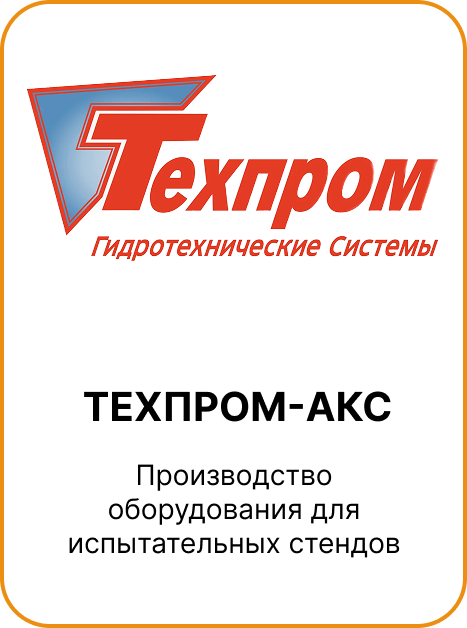 Техпром
Гидротехнические Системы
ТЕХПРОМ-АКС
Производство
оборудования для
испытательных стендов